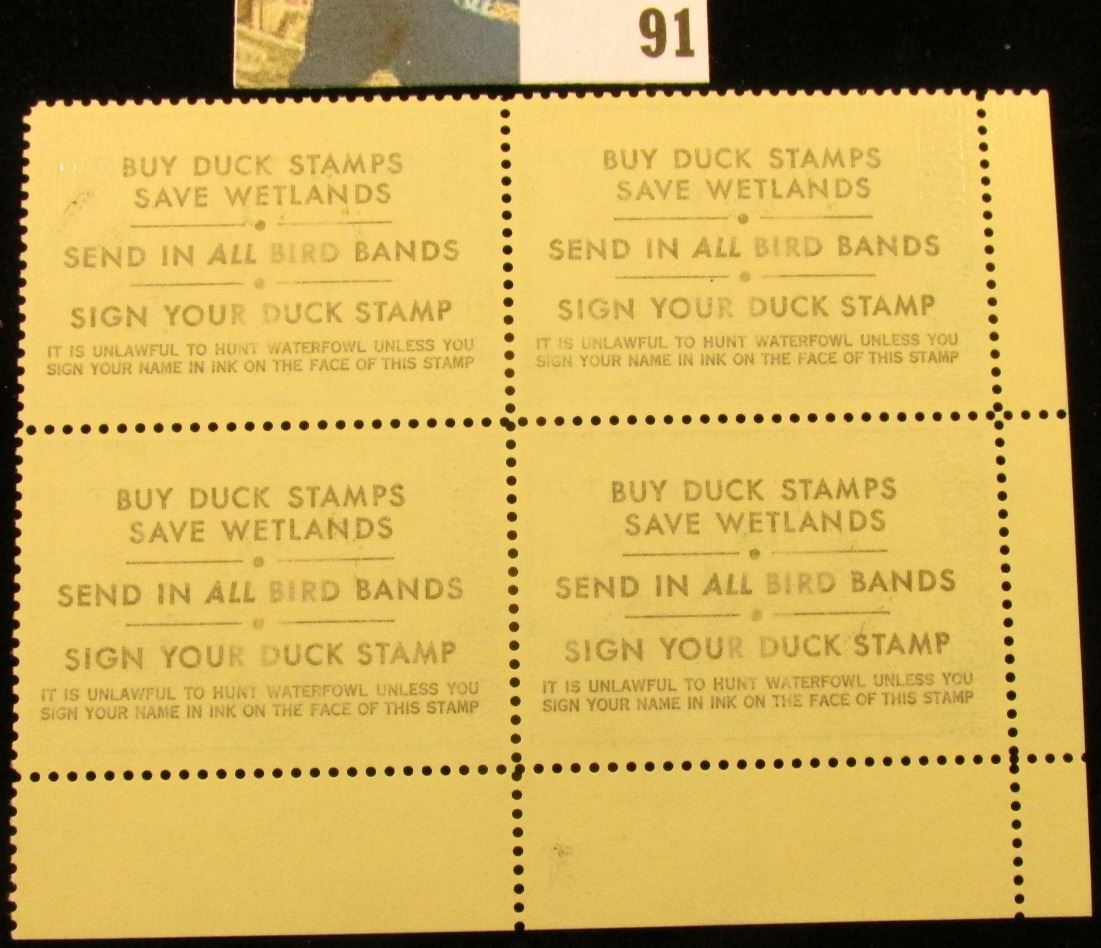 91
BUY DUCK STAMPS
SAVE WETLANDS
SEND IN ALL BIRD BANDS
SIGN YOUR DUCK STAMP
IT IS UNLAWFUL TO HUNT WATERFOWL UNLESS YOU
SIGN YOUR NAME IN INK ON THE FACE OF THIS STAMP
BUY DUCK STAMPS
SAVE WETLANDS
SEND IN ALL BIRD BANDS
SIGN YOUR DUCK STAMP
IT IS UNLAWFUL TO HUNT WATERFOWL UNLESS YOU
SIGN YOUR NAME IN INK ON THE FACE OF THIS STAMP
BUY DUCK STAMPS
SAVE WETLANDS
SEND IN ALL BIRD BANDS
SIGN YOUR DUCK STAMP
IT IS UNLAWFUL TO HUNT WATERFOWL UNLESS YOU
SIGN YOUR NAME IN INK ON THE FACE OF THIS STAMP
BUY DUCK STAMPS
SAVE WETLANDS
SEND IN ALL BIRD BANDS
SIGN YOUR DUCK STAMP
IT IS UNLAWFUL TO HUNT WATERFOWL UNLESS YOU
SIGN YOUR NAME IN INK ON THE FACE OF THIS STAMP